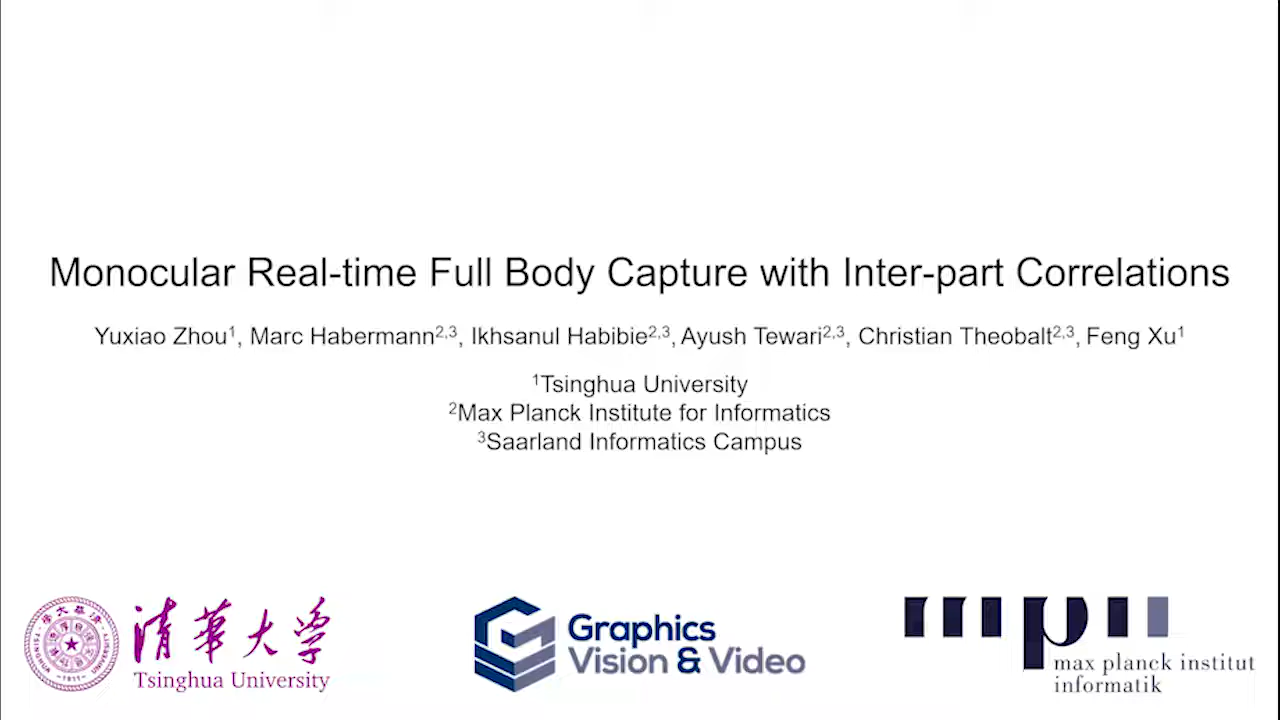 Monocular Real-time Full Body Capture with Inter-part Correlations
Yuxiao Zhou¹, Marc Habermann²,³, Ikhsanul Habibie²,³, Ayush Tewari²,³, Christian Theobalt²,³, Feng Xu¹
¹Tsinghua University
²Max Planck Institute for Informatics
³Saarland Informatics Campus
清華大学
Tsinghua University
Graphics
Vision & Video
mpii
max planck institut
informatik